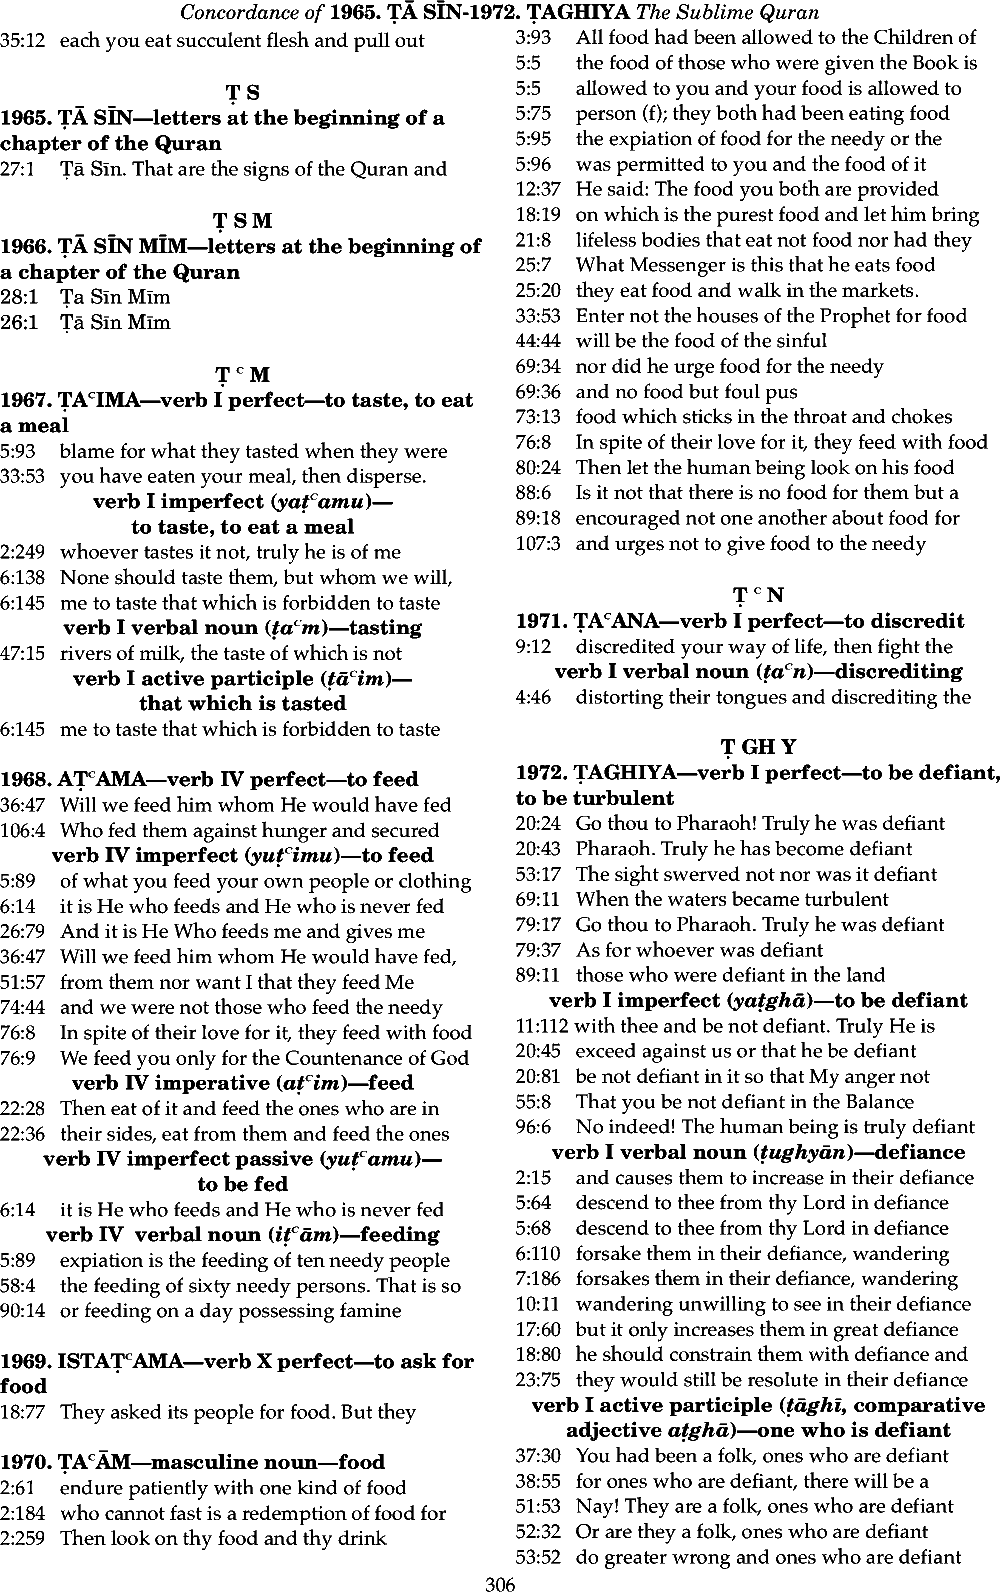 Concordance of 1965. ṬĀ SĪN-1972. ṬAGHIYA The Sublime Quran
35:12 each you eat succulent flesh and pull out
Ṭ S
1965. ṬĀ SĪN—letters at the beginning of a
chapter of the Quran
27:1 Ṭā Sīn. That are the signs of the Quran and
Ṭ S M
1966. ṬĀ SĪN MĪM—letters at the beginning of
a chapter of the Quran
28:1 Ṭa Sīn Mīm
26:1 Ṭā Sīn Mīm
Ṭ ᶜ M
1967. ṬAᶜIMA—verb I perfect—to taste, to eat
a meal
5:93 blame for what they tasted when they were
33:53 you have eaten your meal, then disperse.
verb I imperfect (yaṭᶜamu)—
to taste, to eat a meal
2:249 whoever tastes it not, truly he is of me
6:138 None should taste them, but whom we will,
6:145 me to taste that which is forbidden to taste
verb I verbal noun (ṭaᶜm)—tasting
47:15 rivers of milk, the taste of which is not
verb I active participle (ṭāᶜim)—
that which is tasted
6:145 me to taste that which is forbidden to taste
1968. AṬᶜAMA—verb IV perfect—to feed
36:47 Will we feed him whom He would have fed
106:4 Who fed them against hunger and secured
verb IV imperfect (yuṭᶜimu)—to feed
5:89 of what you feed your own people or clothing
6:14 it is He who feeds and He who is never fed
26:79 And it is He Who feeds me and gives me
36:47 Will we feed him whom He would have fed,
51:57 from them nor want I that they feed Me
74:44 and we were not those who feed the needy
76:8 In spite of their love for it, they feed with food
76:9 We feed you only for the Countenance of God
verb IV imperative (aṭᶜim)—feed
22:28 Then eat of it and feed the ones who are in
22:36 their sides, eat from them and feed the ones
verb IV imperfect passive (yuṭᶜamu)—
to be fed
6:14 it is He who feeds and He who is never fed
verb IV verbal noun (iṭᶜām)—feeding
5:89 expiation is the feeding of ten needy people
58:4 the feeding of sixty needy persons. That is so
90:14 or feeding on a day possessing famine
1969. ISTAṬᶜAMA—verb X perfect—to ask for
food
18:77 They asked its people for food. But they
1970. ṬAᶜĀM—masculine noun—food
2:61 endure patiently with one kind of food
2:184 who cannot fast is a redemption of food for
2:259 Then look on thy food and thy drink
3:93 All food had been allowed to the Children of
5:5 the food of those who were given the Book is
5:5 allowed to you and your food is allowed to
5:75 person (f); they both had been eating food
5:95 the expiation of food for the needy or the
5:96 was permitted to you and the food of it
12:37 He said: The food you both are provided
18:19 on which is the purest food and let him bring
21:8 lifeless bodies that eat not food nor had they
25:7 What Messenger is this that he eats food
25:20 they eat food and walk in the markets.
33:53 Enter not the houses of the Prophet for food
44:44 will be the food of the sinful
69:34 nor did he urge food for the needy
69:36 and no food but foul pus
73:13 food which sticks in the throat and chokes
76:8 In spite of their love for it, they feed with food
80:24 Then let the human being look on his food
88:6 Is it not that there is no food for them but a
89:18 encouraged not one another about food for
107:3 and urges not to give food to the needy
Ṭ ᶜ N
1971. ṬAᶜANA—verb I perfect—to discredit
9:12 discredited your way of life, then fight the
verb I verbal noun (ṭaᶜn)—discrediting
4:46 distorting their tongues and discrediting the
Ṭ GH Y
1972. ṬAGHIYA—verb I perfect—to be defiant,
to be turbulent
20:24 Go thou to Pharaoh! Truly he was defiant
20:43 Pharaoh. Truly he has become defiant
53:17 The sight swerved not nor was it defiant
69:11 When the waters became turbulent
79:17 Go thou to Pharaoh. Truly he was defiant
79:37 As for whoever was defiant
89:11 those who were defiant in the land
verb I imperfect (yaṭghā)—to be defiant
11:112 with thee and be not defiant. Truly He is
20:45 exceed against us or that he be defiant
20:81 be not defiant in it so that My anger not
55:8 That you be not defiant in the Balance
96:6 No indeed! The human being is truly defiant
verb I verbal noun (ṭughyān)—defiance
2:15 and causes them to increase in their defiance
5:64 descend to thee from thy Lord in defiance
5:68 descend to thee from thy Lord in defiance
6:110 forsake them in their defiance, wandering
7:186 forsakes them in their defiance, wandering
10:11 wandering unwilling to see in their defiance
17:60 but it only increases them in great defiance
18:80 he should constrain them with defiance and
23:75 they would still be resolute in their defiance
verb I active participle (ṭāghī, comparative
adjective aṭghā)—one who is defiant
37:30 You had been a folk, ones who are defiant
38:55 for ones who are defiant, there will be a
51:53 Nay! They are a folk, ones who are defiant
52:32 Or are they a folk, ones who are defiant
53:52 do greater wrong and ones who are defiant
306